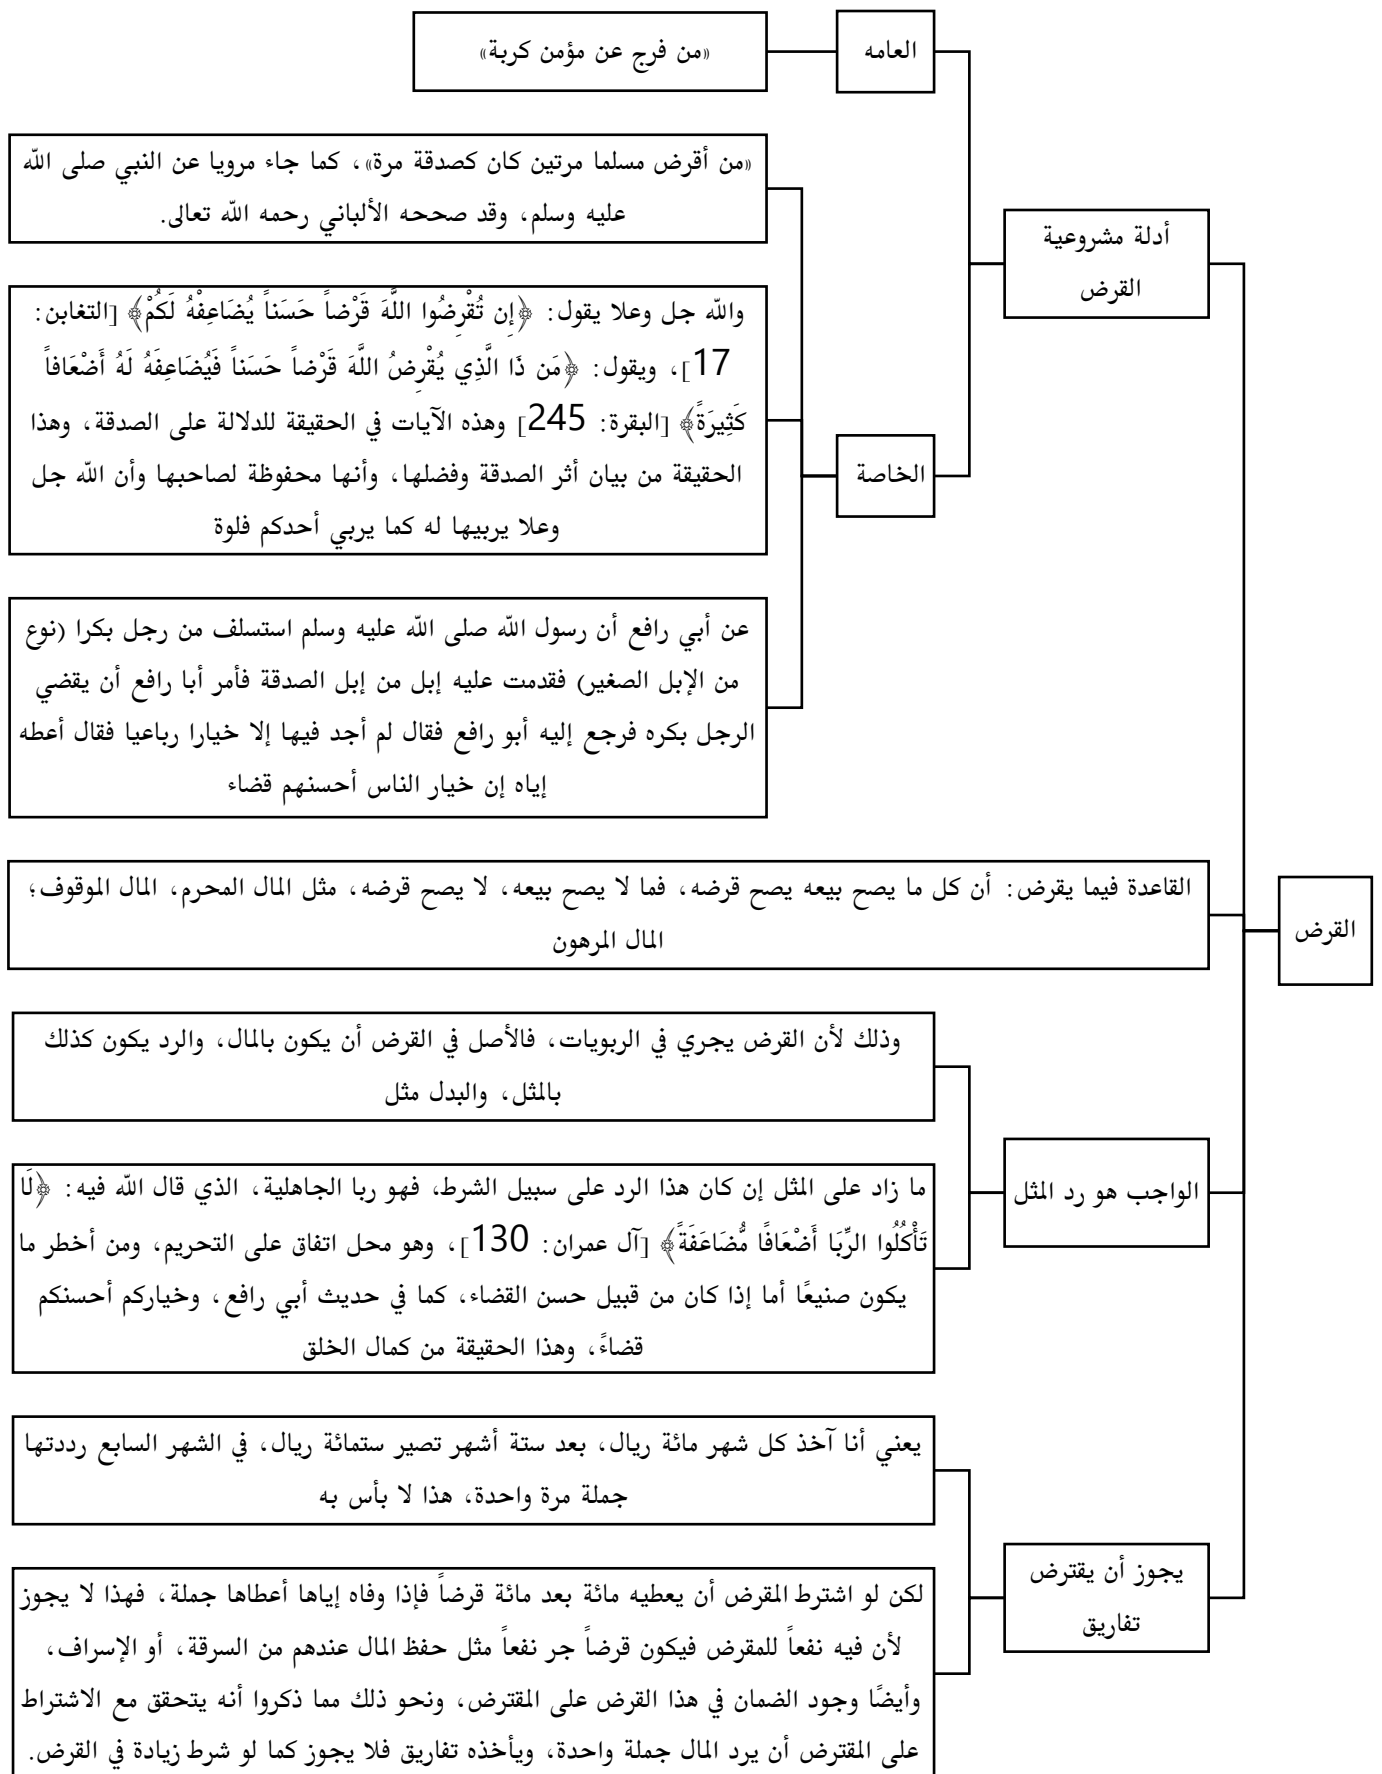 القرض
أدلة مشروعية
القرض
العامه
«من فرج عن مؤمن كربة»
الخاصة
«من أقرض مسلما مرتين كان كصدقة مرة»، كما جاء مرويا عن النبي صلى الله
عليه وسلم، وقد صححه الألباني رحمه الله تعالى.
والله جل وعلا يقول: ﴿إِن تُقْرِضُوا اللَّهَ قَرْضاً حَسَناً يُضَاعِفْهُ لَكُمْ﴾ [التغابن:
17]، ويقول: ﴿مَن ذَا الَّذِي يُقْرِضُ اللَّهَ قَرْضاً حَسَناً فَيُضَاعِفَهُ لَهُ أَضْعَافاً
كَثِيرَةً﴾ [البقرة: 245] وهذه الآيات في الحقيقة للدلالة على الصدقة، وهذا
الحقيقة من بيان أثر الصدقة وفضلها، وأنها محفوظة لصاحبها وأن الله جل
وعلا يربيها له كما يربي أحدكم فلوة
عن أبي رافع أن رسول الله صلى الله عليه وسلم استسلف من رجل بكرا (نوع
من الإبل الصغير) فقدمت عليه إبل من إبل الصدقة فأمر أبا رافع أن يقضي
الرجل بكره فرجع إليه أبو رافع فقال لم أجد فيها إلا خيارا رباعيا فقال أعطه
إياه إن خيار الناس أحسنهم قضاء
القاعدة فيما يقرض: أن كل ما يصح بيعه يصح قرضه، فما لا يصح بيعه، لا يصح قرضه، مثل المال المحرم، المال الموقوف؛
المال المرهون
الواجب هو رد المثل
وذلك لأن القرض يجري في الربويات، فالأصل في القرض أن يكون بالمال، والرد يكون كذلك
بالمثل، والبدل مثل
ما زاد على المثل إن كان هذا الرد على سبيل الشرط، فهو ربا الجاهلية، الذي قال الله فيه: ﴿لَا
تَأْكُلُوا الرِّبَا أَضْعَافًا مُّضَاعَفَةً﴾ [آل عمران: 130]، وهو محل اتفاق على التحريم، ومن أخطر ما
يكون صنيعًا أما إذا كان من قبيل حسن القضاء، كما في حديث أبي رافع، وخياركم أحسنكم
قضاءً، وهذا الحقيقة من كمال الخلق
يجوز أن يقترض
تفاريق
يعني أنا آخذ كل شهر مائة ريال، بعد ستة أشهر تصير ستمائة ريال، في الشهر السابع رددتها
جملة مرة واحدة، هذا لا بأس به
لكن لو اشترط المقرض أن يعطيه مائة بعد مائة قرضاً فإذا وفاه إياها أعطاها جملة، فهذا لا يجوز
لأن فيه نفعاً للمقرض فيكون قرضاً جر نفعاً مثل حفظ المال عندهم من السرقة، أو الإسراف،
وأيضًا وجود الضمان في هذا القرض على المقترض، ونحو ذلك مما ذكروا أنه يتحقق مع الاشتراط
على المقترض أن يرد المال جملة واحدة، ويأخذه تفاريق فلا يجوز كما لو شرط زيادة في القرض.